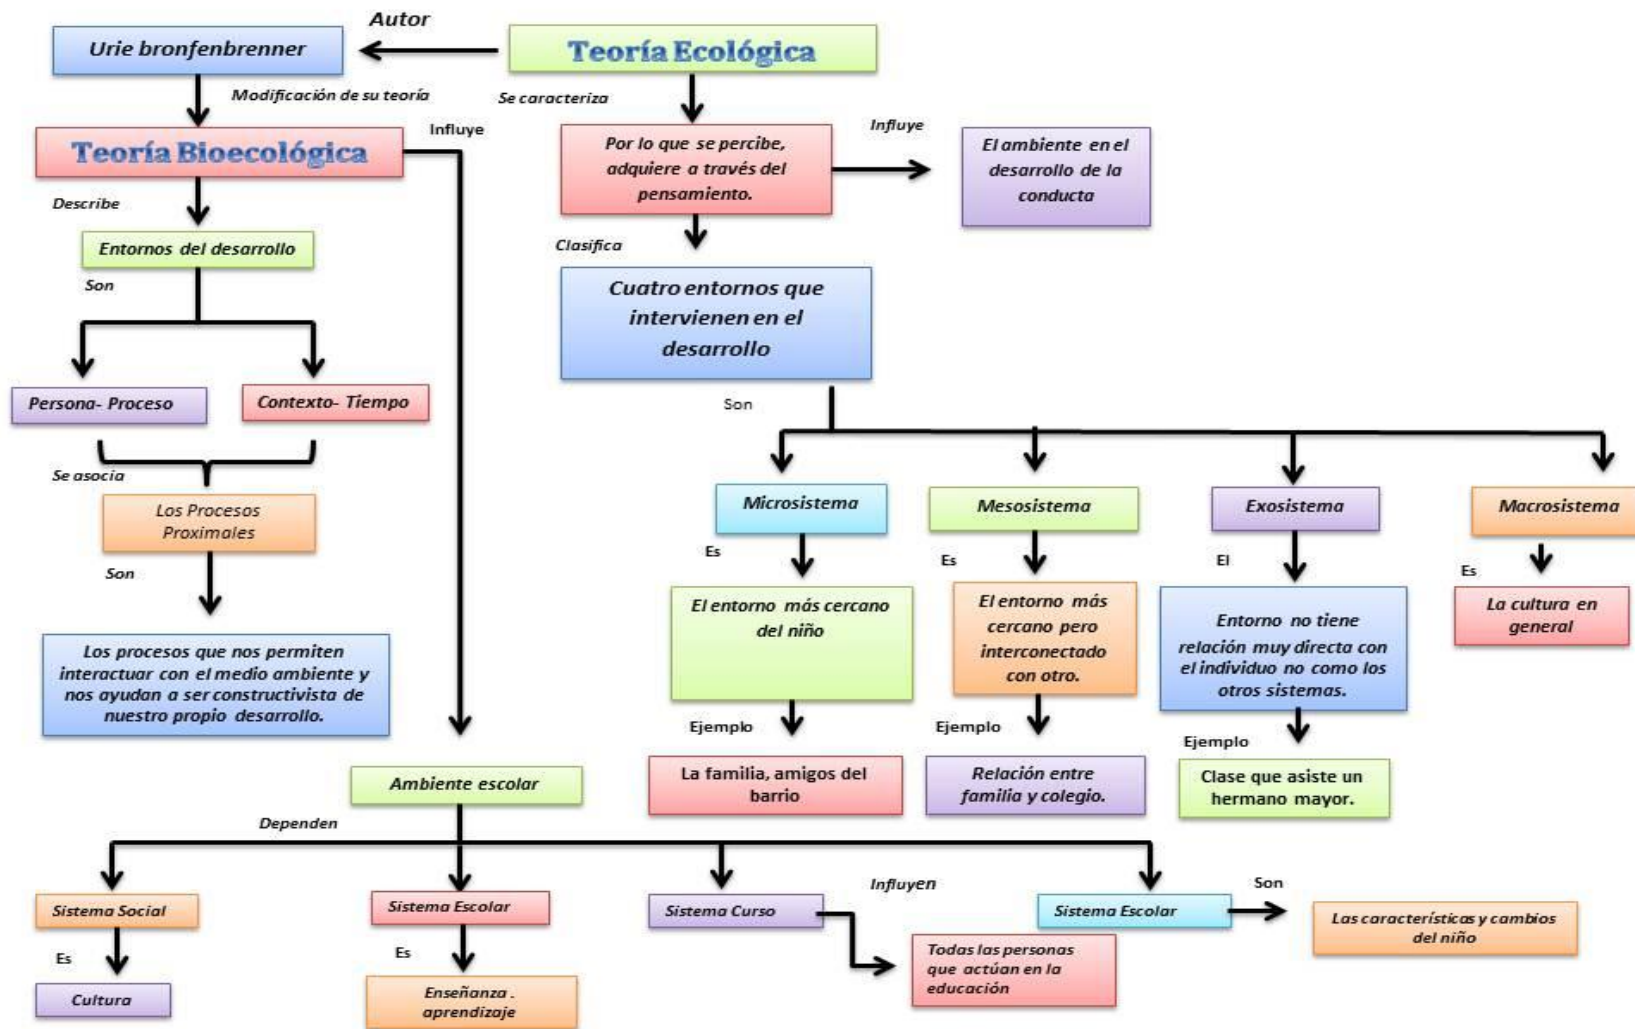 Autor
Urie bronfenbrenner
Teoría Ecológica
Modificación de su teoría
Se caracteriza
Teoría Bioecológica
Influye
Por lo que se percibe,
adquiere a través del
pensamiento.
Influye
El ambiente en el
desarrollo de la
conducta
Describe
Entornos del desarrollo
Clasifica
Son
Cuatro entornos que
intervienen en el
desarrollo
Persona- Proceso
Contexto- Tiempo
Son
Se asocia
Los Procesos
Proximales
Son
Los procesos que nos permiten
interactuar con el medio ambiente y
nos ayudan a ser constructivista de
nuestro propio desarrollo.
Microsistema
Mesosistema
Exosistema
Macrosistema
Es
Es
El
Es
El entorno más cercano
del niño
El entorno más
cercano pero
interconectado
con otro.
Entorno no tiene
relación muy directa con
el individuo no como los
otros sistemas.
La cultura en
general
Ejemplo
Ejemplo
Ejemplo
La familia, amigos del
barrio
Relación entre
familia y colegio.
Clase que asiste un
hermano mayor.
Ambiente escolar
Dependen
Sistema Social
Sistema Escolar
Sistema Curso
Influyen
Sistema Escolar
Son
Las características y cambios
del niño
Es
Es
Cultura
Enseñanza .
aprendizaje
Todas las personas
que actúan en la
educación